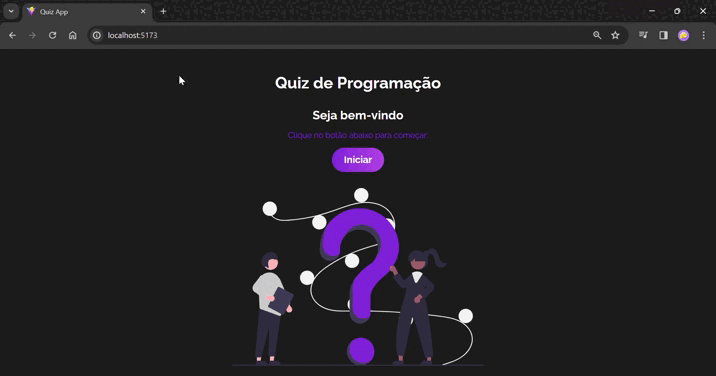 Quiz App
localhost:5173
Quiz de Programação
Seja bem-vindo
Clique no botão abaixo para começar
Iniciar